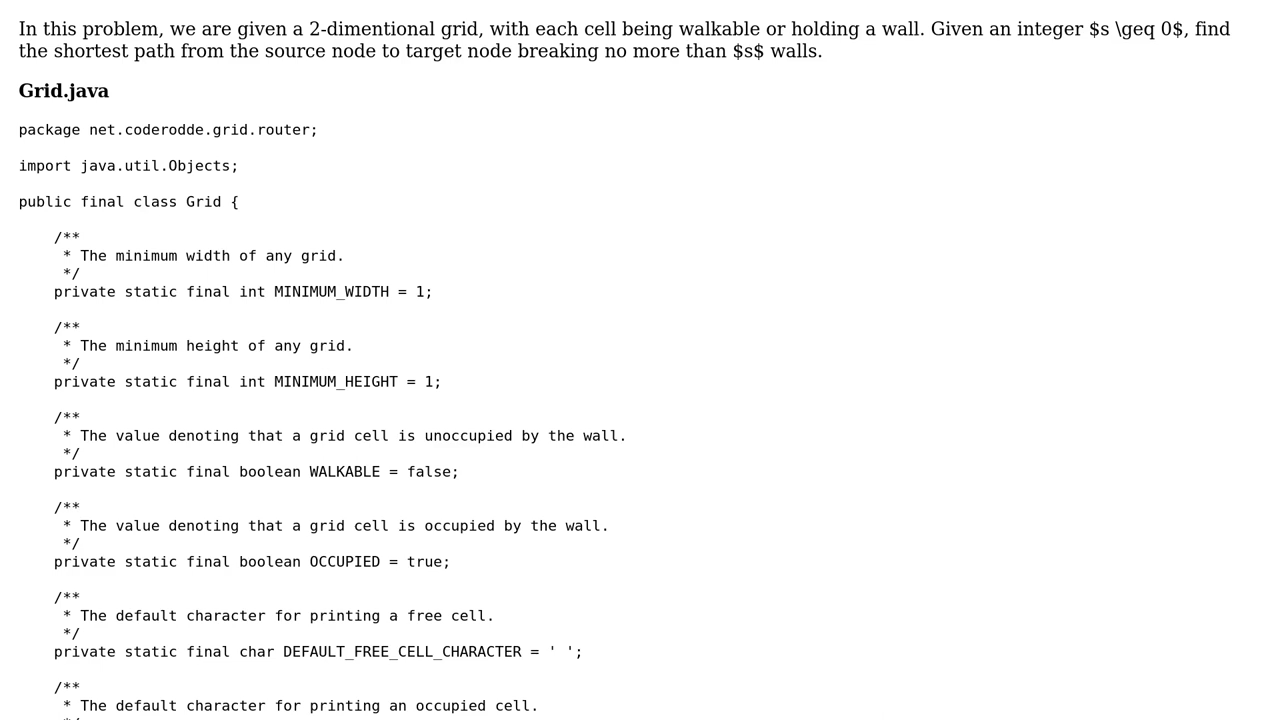 In this problem, we are given a 2-dimentional grid, with each cell being walkable or holding a wall. Given an integer $s \geq 0$, find
the shortest path from the source node to target node breaking no more than $s$ walls.
Grid.java
package net.coderodde.grid.router;
import java.util.Objects;
public final class Grid {
/**
* The minimum width of any grid.
*/
private static final int MINIMUM_WIDTH = 1;
/**
* The minimum height of any grid.
*/
private static final int MINIMUM_HEIGHT = 1;
/**
* The value denoting that a grid cell is unoccupied by the wall.
*/
private static final boolean WALKABLE = false;
/**
* The value denoting that a grid cell is occupied by the wall.
*/
private static final boolean OCCUPIED = true;
/**
* The default character for printing a free cell.
*/
private static final char DEFAULT_FREE_CELL_CHARACTER = ' ';
/**
* The default character for printing an occupied cell.
*/